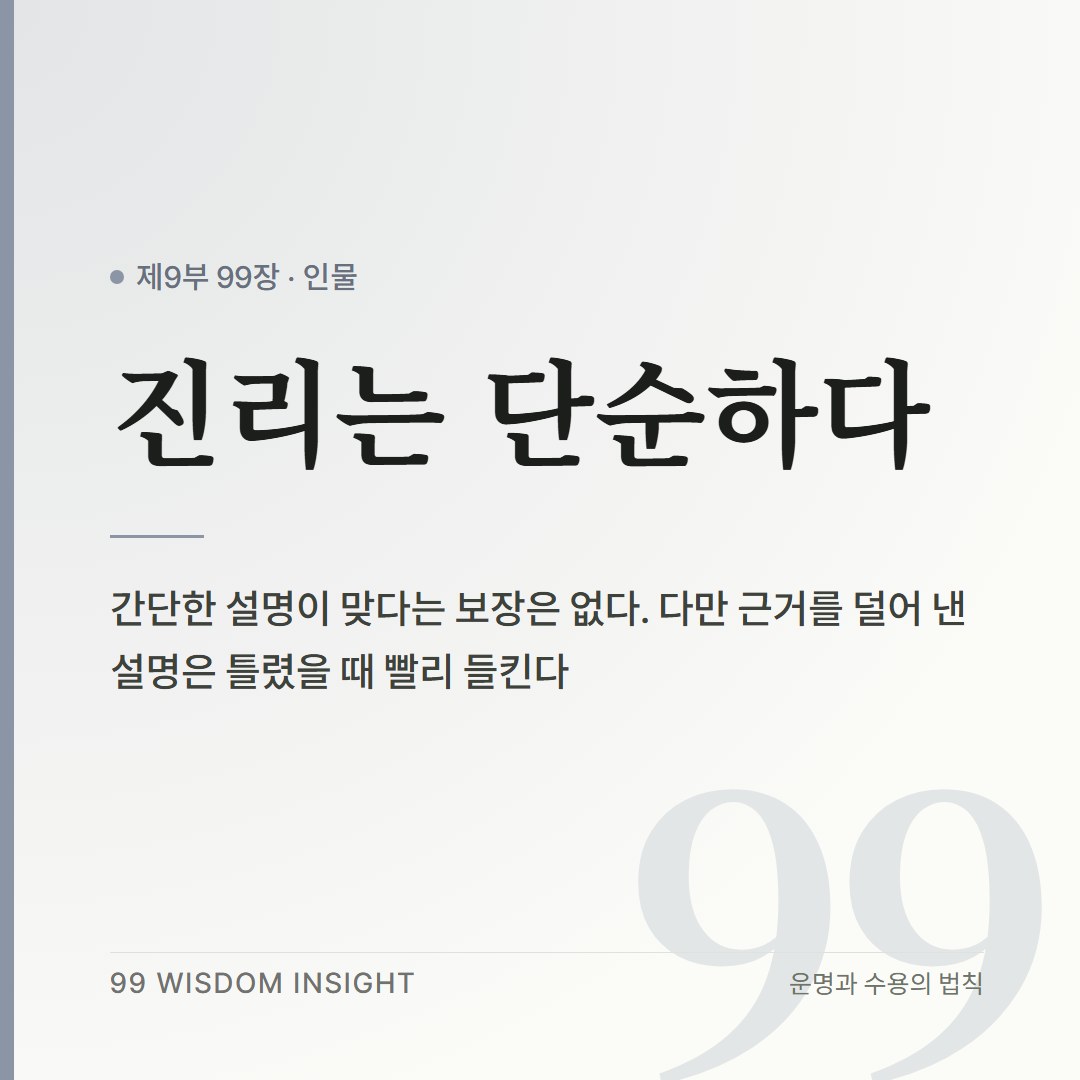 제9부 99장 · 인물
진리는 단순하다
간단한 설명이 맞다는 보장은 없다. 다만 근거를 덜어 낸
설명은 틀렸을 때 빨리 들킨다
99
99 WISDOM INSIGHT
운명과 수용의 법칙